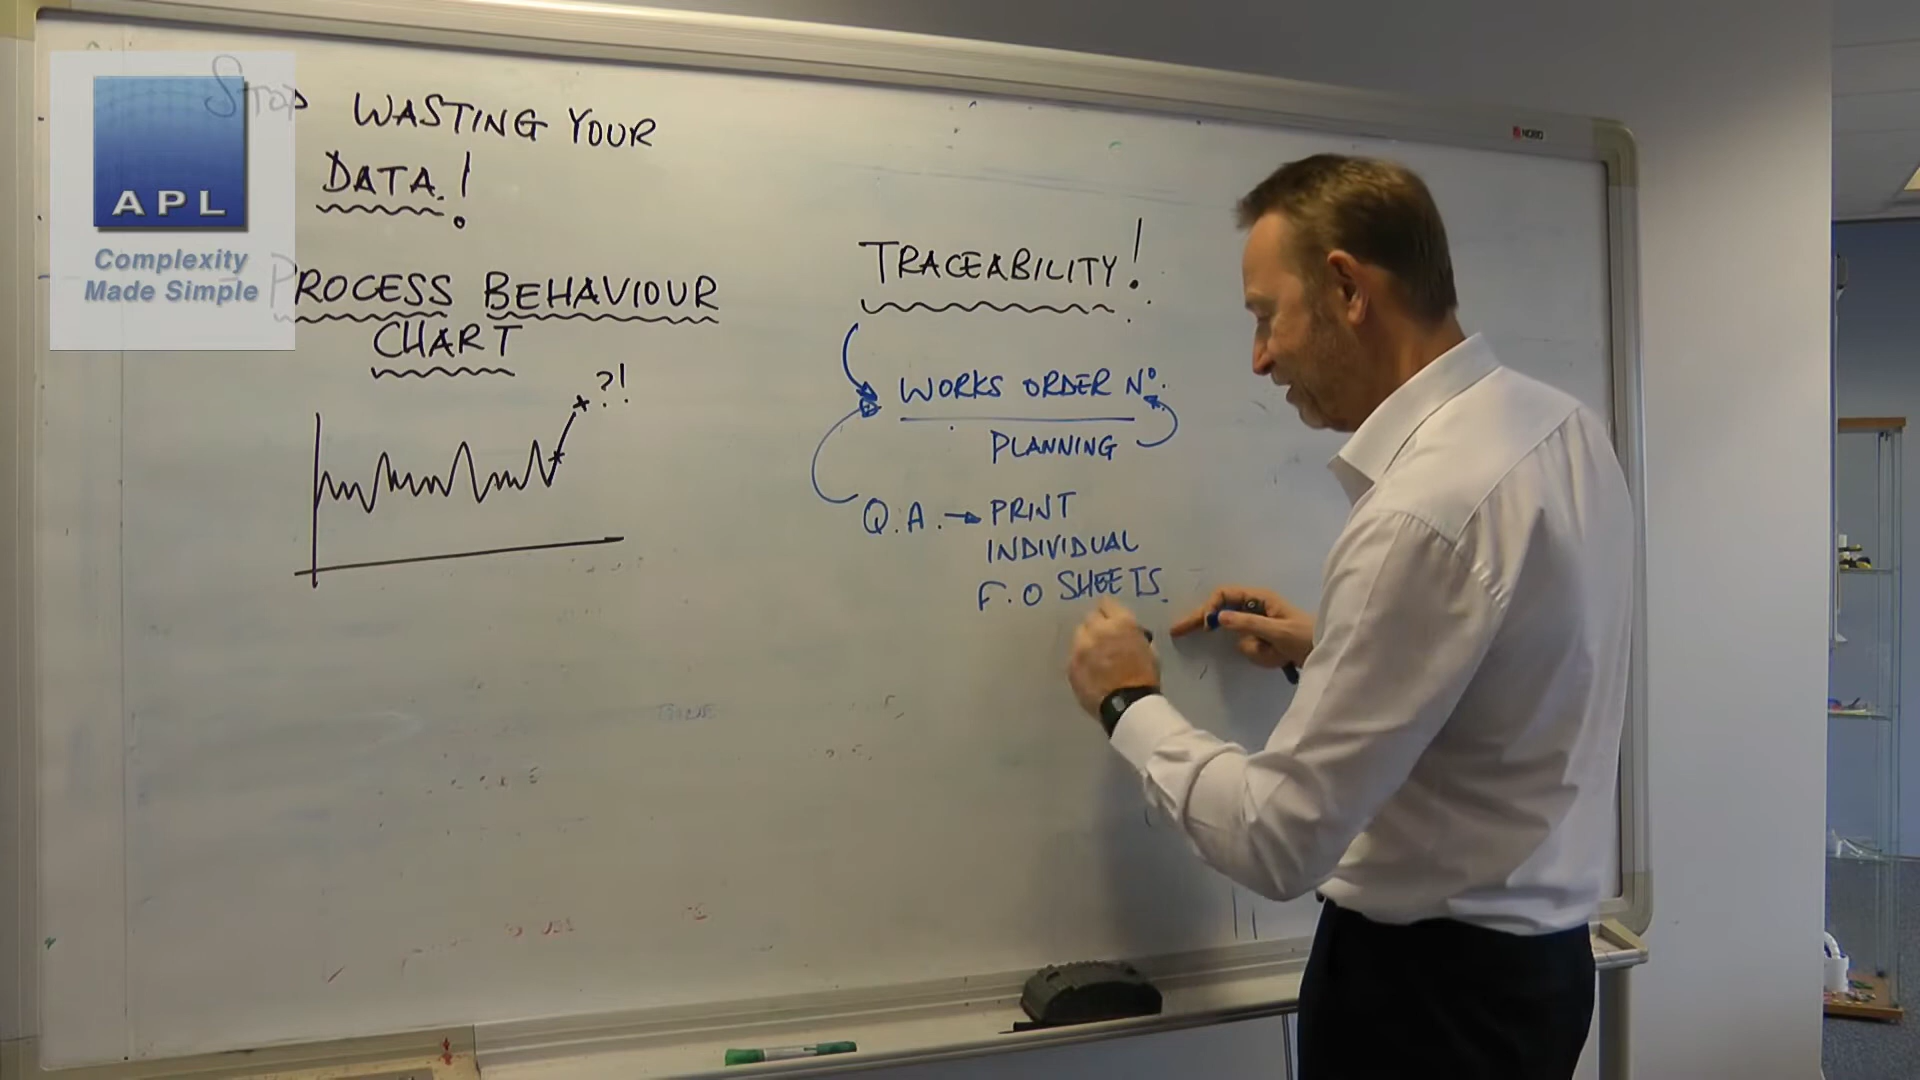 STOP WASTING YOUR
DATA!
PROCESS BEHAVIOUR
CHART
?!
TRACEABILITY!
WORKS ORDER Nº.
PLANNING
Q.A. → PRINT
INDIVIDUAL
F.O SHEETS.
APL
Complexity
Made Simple
NOBO